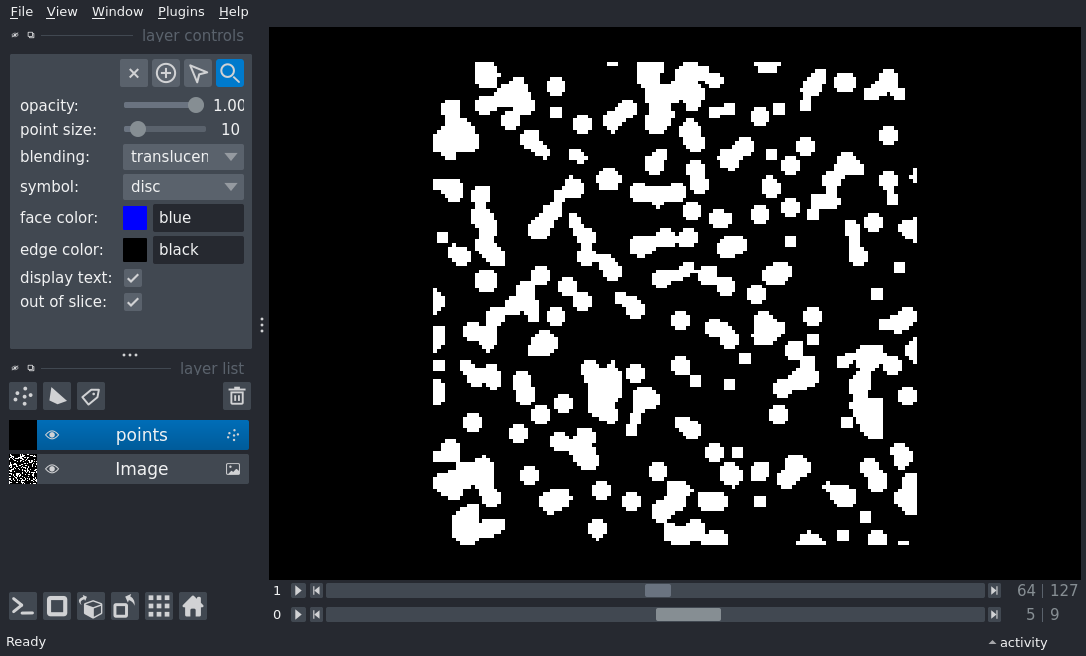 File View Window Plugins Help
layer controls
opacity: 1.00
point size: 10
blending: translucen
symbol: disc
face color: blue
edge color: black
display text:
out of slice:
layer list
points
Image
1 64 127
0 5 9
Ready activity